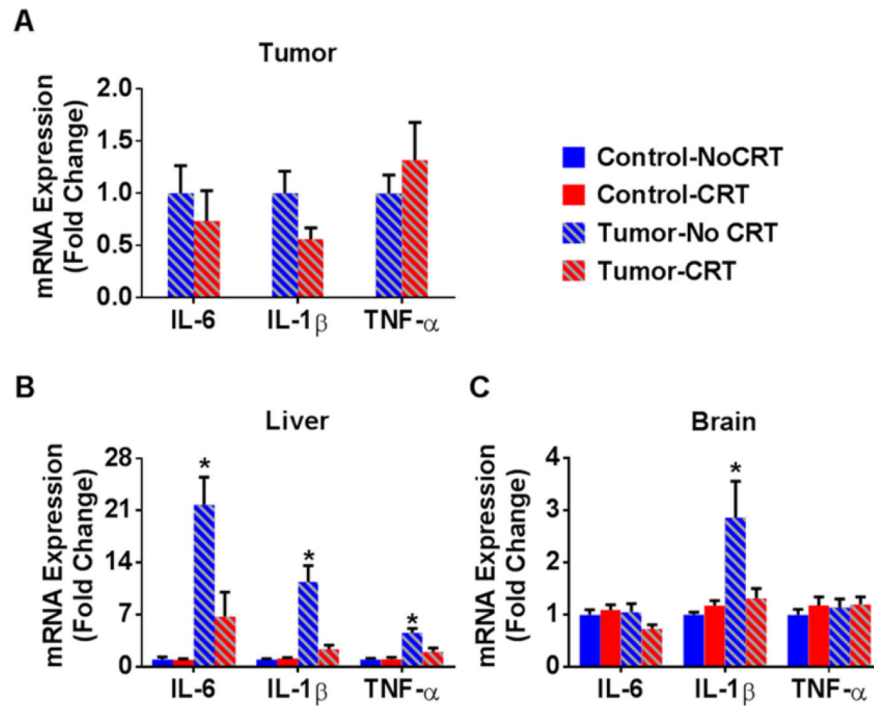 A
Tumor
mRNA Expression
(Fold Change)
2.0
1.5
1.0
0.5
0.0
IL-6 IL-1β TNF-α
Control-NoCRT
Control-CRT
Tumor-No CRT
Tumor-CRT
B
Liver
mRNA Expression
(Fold Change)
28
21
14
7
0
* * *
IL-6 IL-1β TNF-α
C
Brain
mRNA Expression
(Fold Change)
4
3
2
1
0
*
IL-6 IL-1β TNF-α